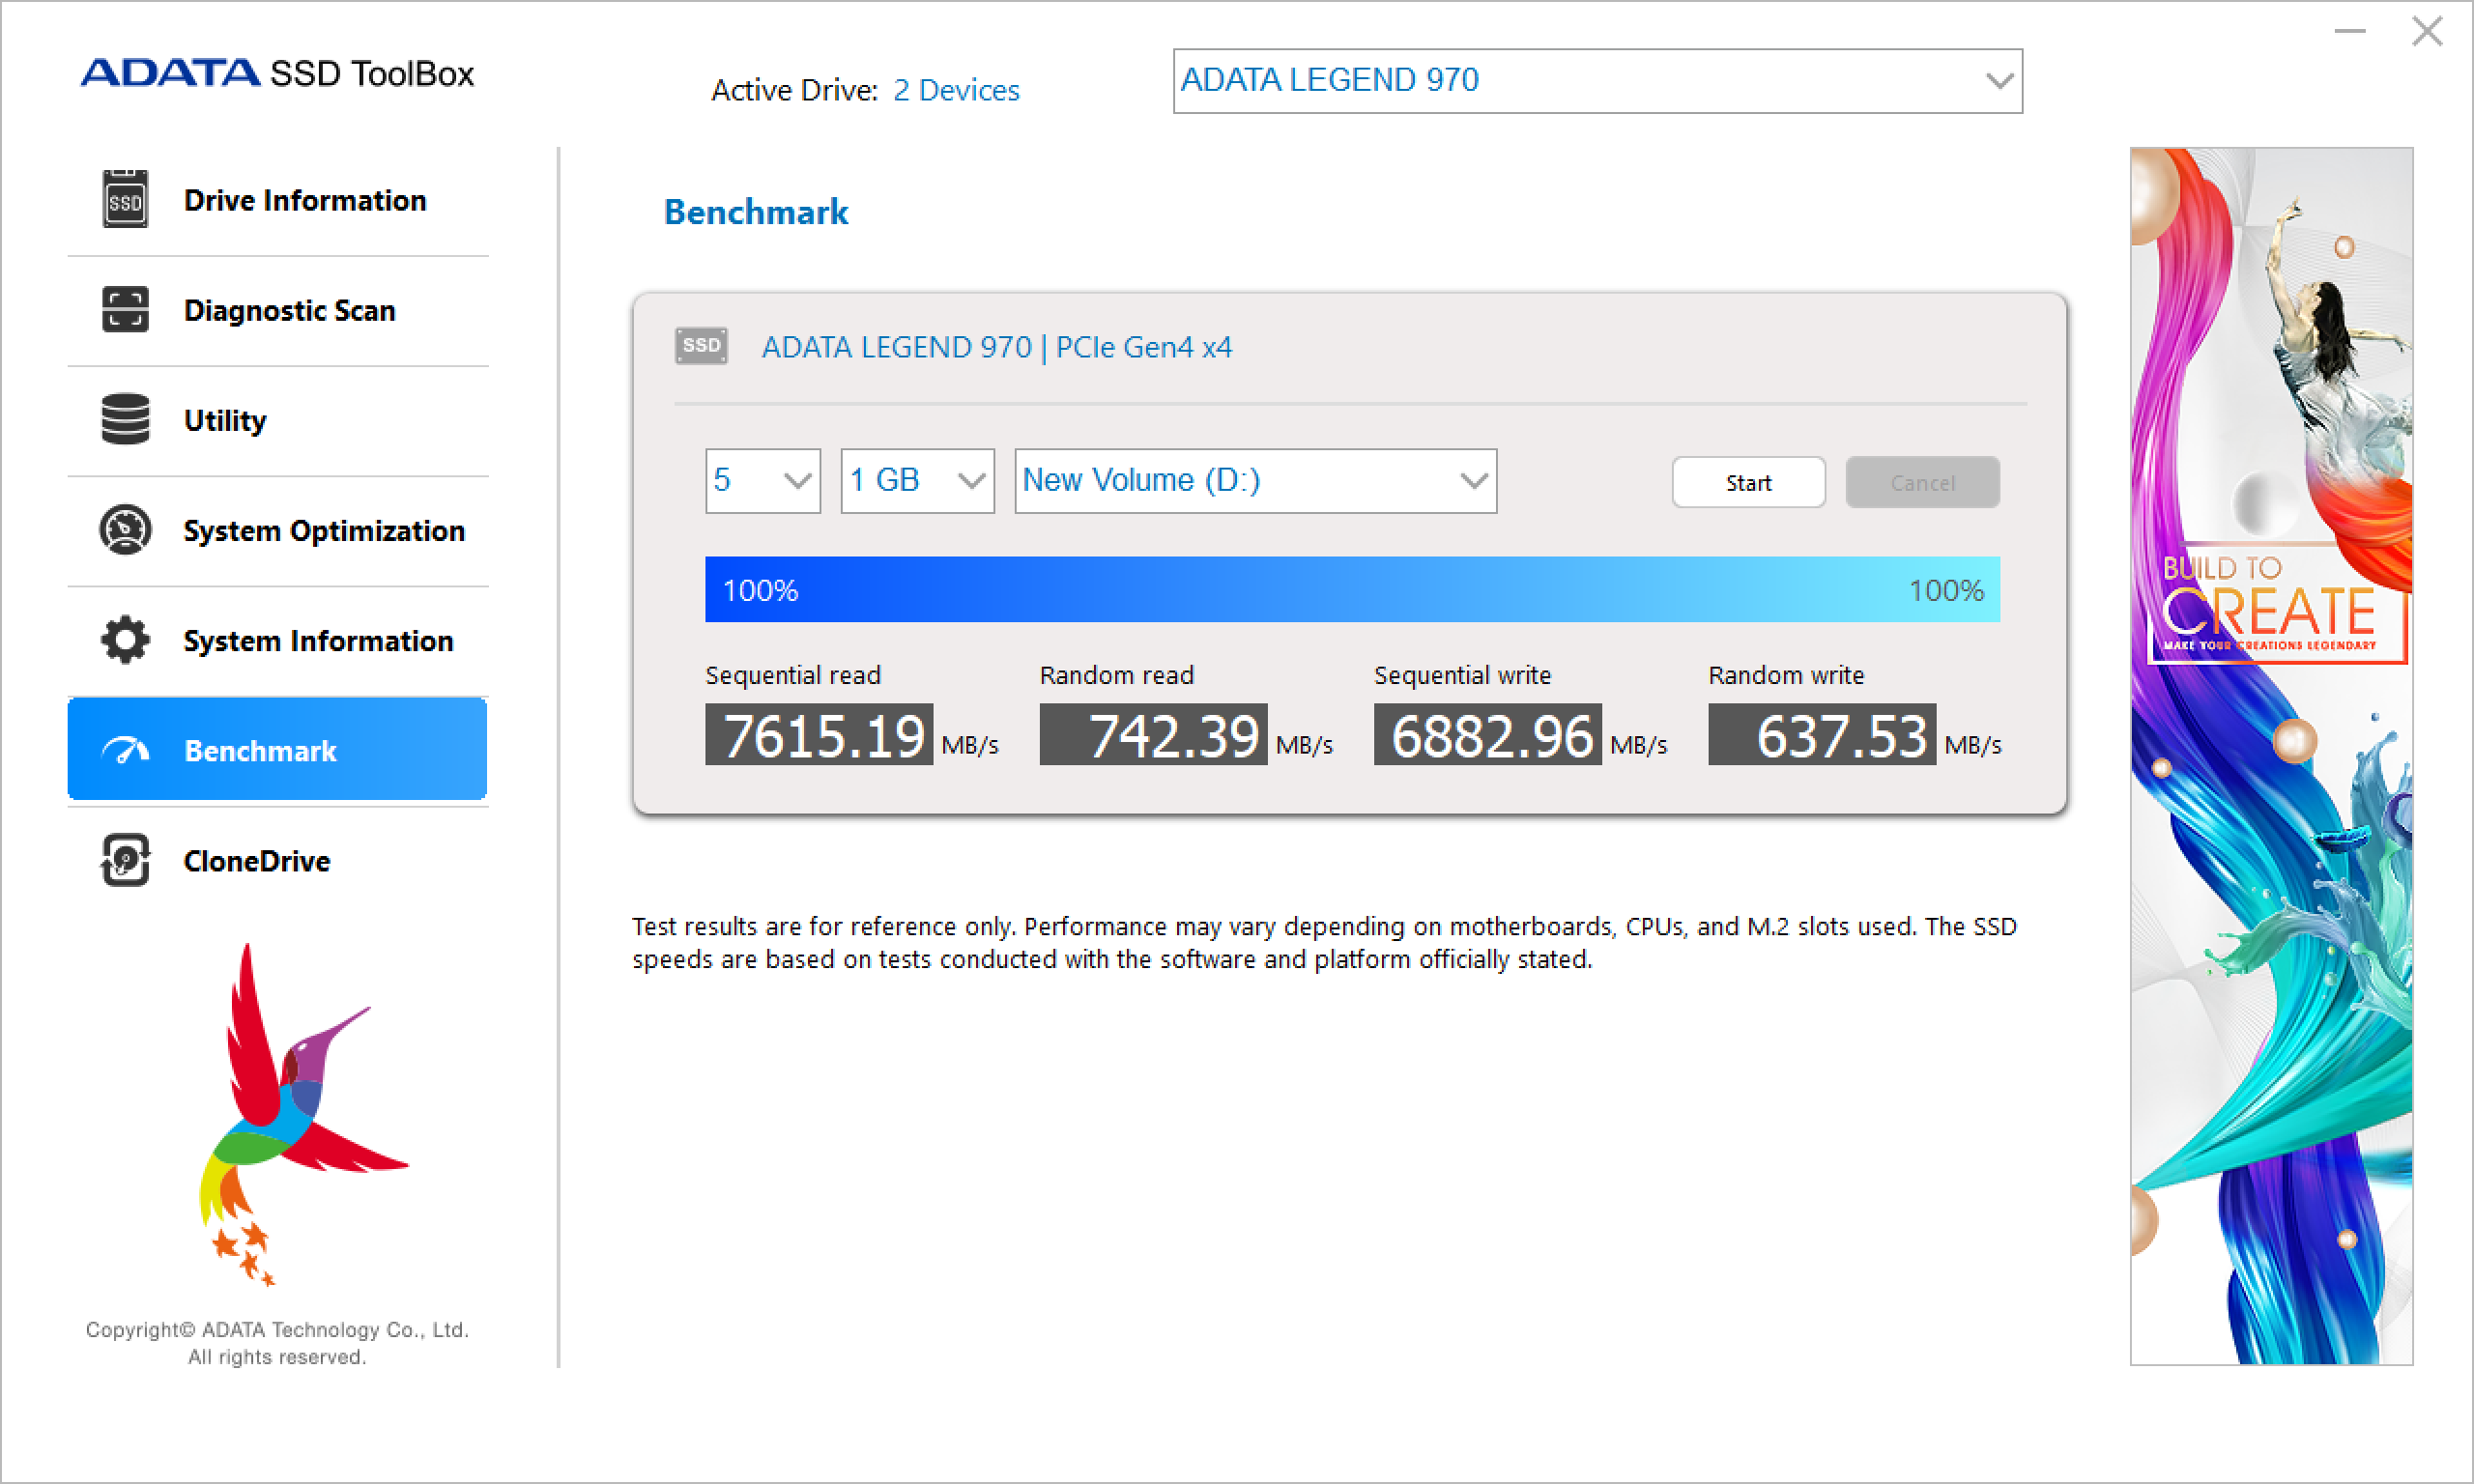 ADATA SSD ToolBox
Active Drive: 2 Devices
ADATA LEGEND 970
Drive Information
Diagnostic Scan
Utility
System Optimization
System Information
Benchmark
CloneDrive
Copyright© ADATA Technology Co., Ltd.
All rights reserved.
Benchmark
SSD ADATA LEGEND 970 | PCIe Gen4 x4
5 1 GB New Volume (D:) Start Cancel
100% 100%
Sequential read Random read Sequential write Random write
7615.19 MB/s 742.39 MB/s 6882.96 MB/s 637.53 MB/s
Test results are for reference only. Performance may vary depending on motherboards, CPUs, and M.2 slots used. The SSD
speeds are based on tests conducted with the software and platform officially stated.
SSD
BUILD TO
CREATE
MAKE YOUR CREATIONS LEGENDARY